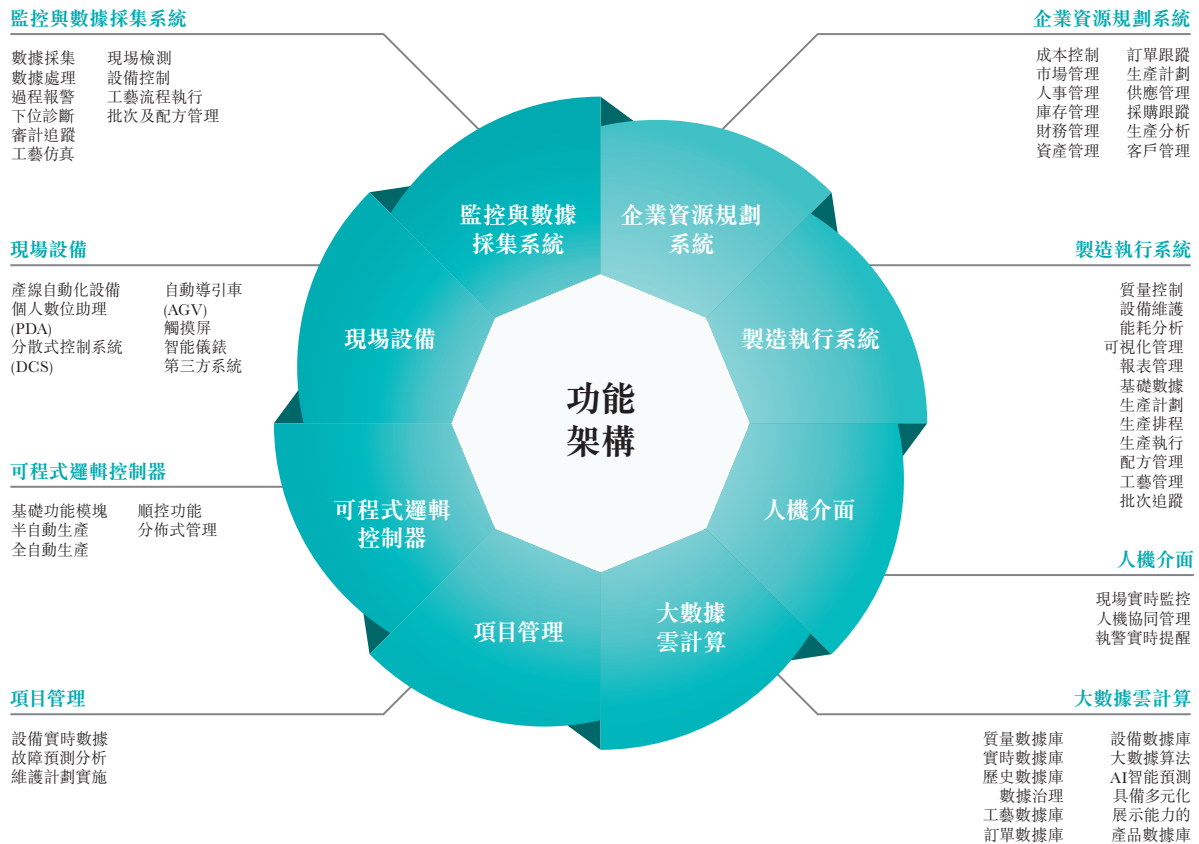 監控與數據採集系統
數據採集
數據處理
過程報警
下位診斷
審計追蹤
工藝仿真
現場檢測
設備控制
工藝流程執行
批次及配方管理
現場設備
產線自動化設備
個人數位助理
(PDA)
分散式控制系統
(DCS)
自動導引車
(AGV)
觸摸屏
智能儀錶
第三方系統
可程式邏輯控制器
基礎功能模塊
半自動生產
全自動生產
順控功能
分佈式管理
項目管理
設備實時數據
故障預測分析
維護計劃實施
監控與數據
採集系統
企業資源規劃
系統
現場設備
製造執行系統
功能
架構
可程式邏輯
控制器
人機介面
項目管理
大數據
雲計算
企業資源規劃系統
成本控制
市場管理
人事管理
庫存管理
財務管理
資產管理
訂單跟蹤
生產計劃
供應管理
採購跟蹤
生產分析
客戶管理
製造執行系統
質量控制
設備維護
能耗分析
可視化管理
報表管理
基礎數據
生產計劃
生產排程
生產執行
配方管理
工藝管理
批次追蹤
人機介面
現場實時監控
人機協同管理
執警實時提醒
大數據雲計算
質量數據庫
實時數據庫
歷史數據庫
數據治理
工藝數據庫
訂單數據庫
設備數據庫
大數據算法
AI智能預測
具備多元化
展示能力的
產品數據庫